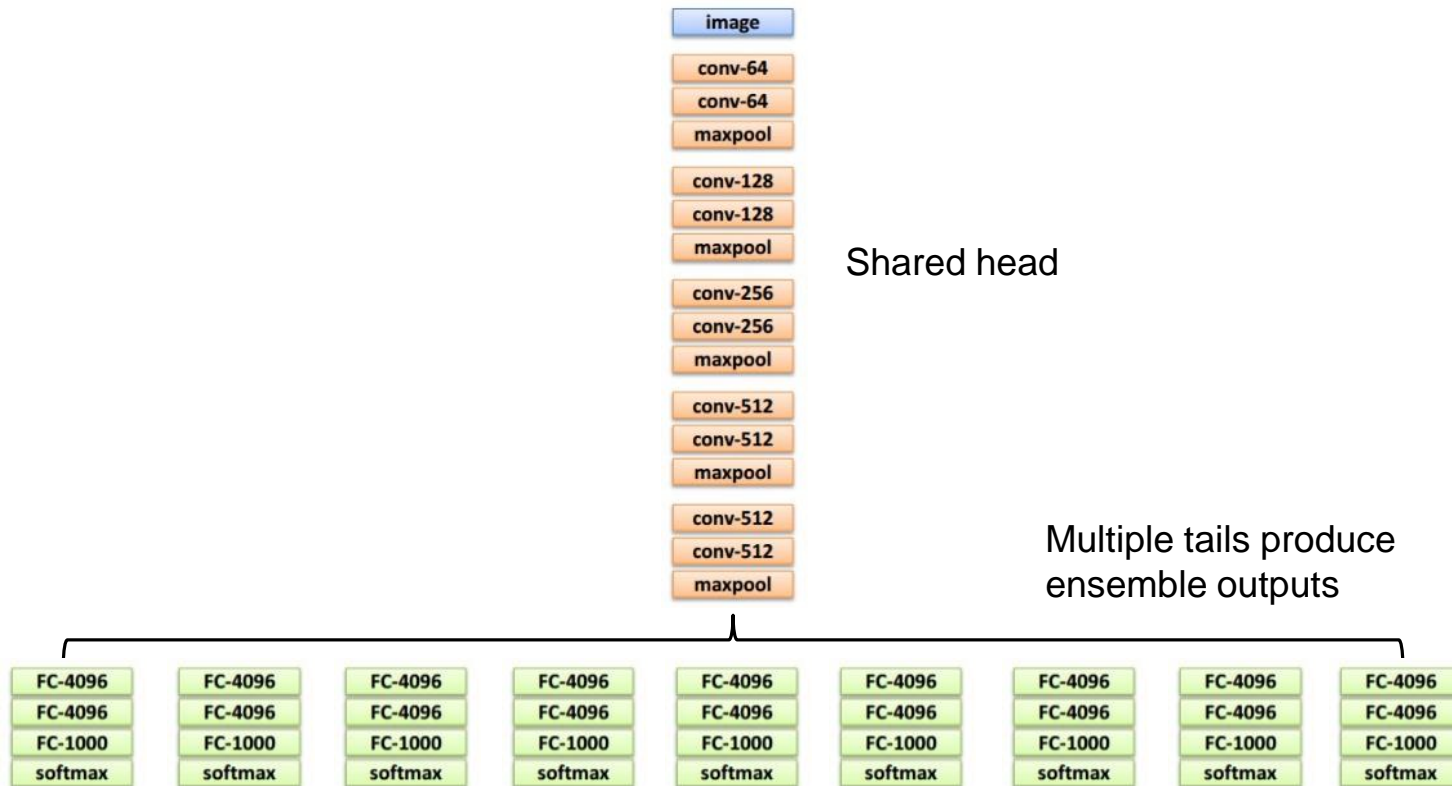 image
conv-64
conv-64
maxpool
conv-128
conv-128
maxpool
Shared head
conv-256
conv-256
maxpool
conv-512
conv-512
maxpool
conv-512
conv-512
maxpool
Multiple tails produce
ensemble outputs
FC-4096 FC-4096 FC-4096 FC-4096 FC-4096 FC-4096 FC-4096 FC-4096 FC-4096
FC-4096 FC-4096 FC-4096 FC-4096 FC-4096 FC-4096 FC-4096 FC-4096 FC-4096
FC-1000 FC-1000 FC-1000 FC-1000 FC-1000 FC-1000 FC-1000 FC-1000 FC-1000
softmax softmax softmax softmax softmax softmax softmax softmax softmax